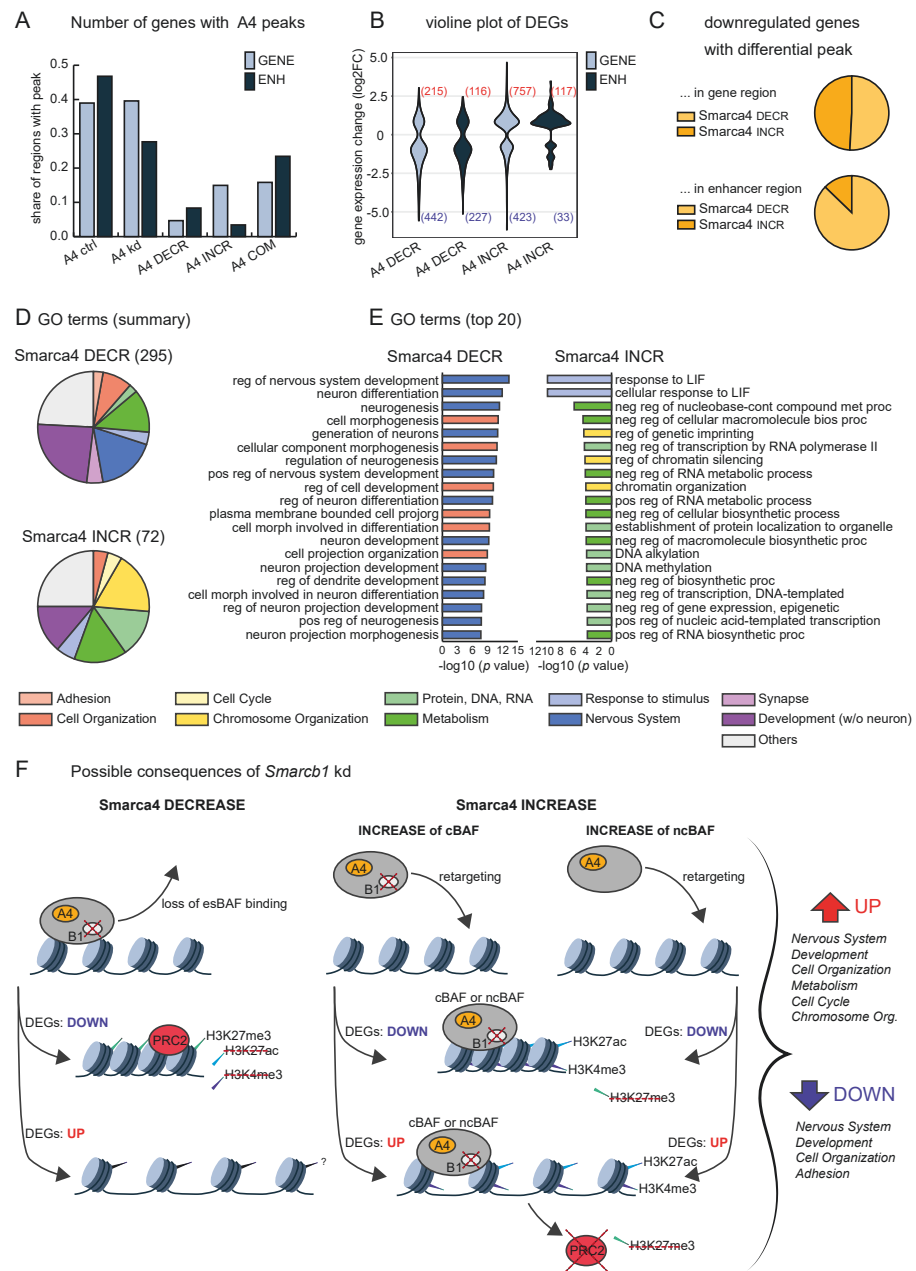 A Number of genes with A4 peaks
GENE
ENH
share of regions with peak
0.5
0.4
0.3
0.2
0.1
0.0
A4 ctrl
A4 kd
A4 DECR
A4 INCR
A4 COM
B violine plot of DEGs
GENE
ENH
gene expression change (log2FC)
5.0
2.5
0
-2.5
-5.0
(215) (116) (757) (117)
(442) (227) (423) (33)
A4 DECR
A4 DECR
A4 INCR
A4 INCR
C downregulated genes
with differential peak
... in gene region
Smarca4 DECR
Smarca4 INCR
... in enhancer region
Smarca4 DECR
Smarca4 INCR
D GO terms (summary)
Smarca4 DECR (295)
Smarca4 INCR (72)
E GO terms (top 20)
Smarca4 DECR
reg of nervous system development
neuron differentiation
neurogenesis
cell morphogenesis
generation of neurons
cellular component morphogenesis
regulation of neurogenesis
pos reg of nervous system development
reg of cell development
reg of neuron differentiation
plasma membrane bounded cell projorg
cell morph involved in differentiation
neuron development
cell projection organization
neuron projection development
reg of dendrite development
cell morph involved in neuron differentiation
reg of neuron projection development
pos reg of neurogenesis
neuron projection morphogenesis
0 3 6 9 12 15
-log10 (p value)
Smarca4 INCR
response to LIF
cellular response to LIF
neg reg of nucleobase-cont compound met proc
neg reg of cellular macromolecule bios proc
reg of genetic imprinting
neg reg of transcription by RNA polymerase II
reg of chromatin silencing
neg reg of RNA metabolic process
chromatin organization
pos reg of RNA metabolic process
neg reg of cellular biosynthetic process
establishment of protein localization to organelle
neg reg of macromolecule biosynthetic proc
DNA alkylation
DNA methylation
neg reg of biosynthetic proc
neg reg of transcription, DNA-templated
neg reg of gene expression, epigenetic
pos reg of nucleic acid-templated transcription
pos reg of RNA biosynthetic proc
12 10 8 6 4 2 0
-log10 (p value)
Adhesion
Cell Organization
Cell Cycle
Chromosome Organization
Protein, DNA, RNA
Metabolism
Response to stimulus
Nervous System
Synapse
Development (w/o neuron)
Others
F Possible consequences of Smarcb1 kd
Smarca4 DECREASE
A4
B1
loss of esBAF binding
DEGs: DOWN
PRC2
H3K27me3
H3K27ac
H3K4me3
DEGs: UP
?
Smarca4 INCREASE
INCREASE of cBAF
A4
B1
retargeting
INCREASE of ncBAF
A4
retargeting
cBAF or ncBAF
DEGs: DOWN
A4
B1
DEGs: DOWN
H3K27ac
H3K4me3
H3K27me3
cBAF or ncBAF
DEGs: UP
A4
B1
DEGs: UP
H3K27ac
H3K4me3
PRC2
H3K27me3
UP
Nervous System
Development
Cell Organization
Metabolism
Cell Cycle
Chromosome Org.
DOWN
Nervous System
Development
Cell Organization
Adhesion